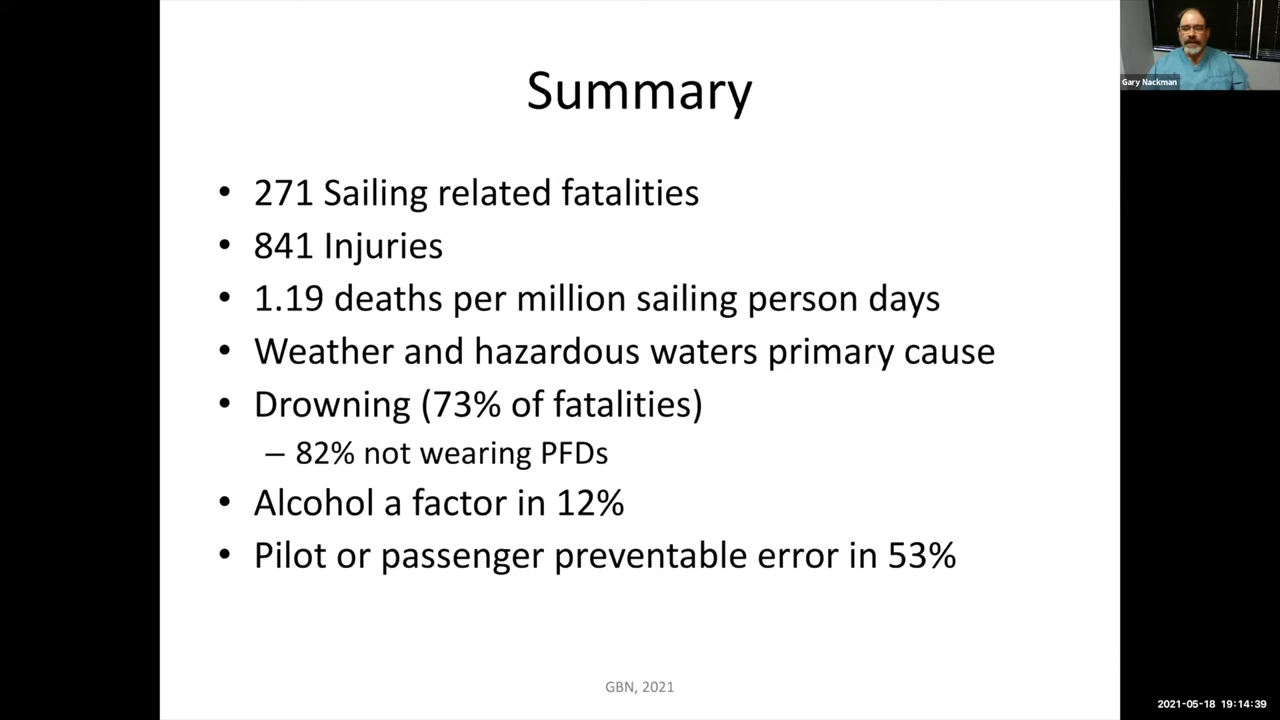 Summary
• 271 Sailing related fatalities
• 841 Injuries
• 1.19 deaths per million sailing person days
• Weather and hazardous waters primary cause
• Drowning (73% of fatalities)
– 82% not wearing PFDs
• Alcohol a factor in 12%
• Pilot or passenger preventable error in 53%
GBN, 2021
Gary Nackman
2021-05-18 19:14:39